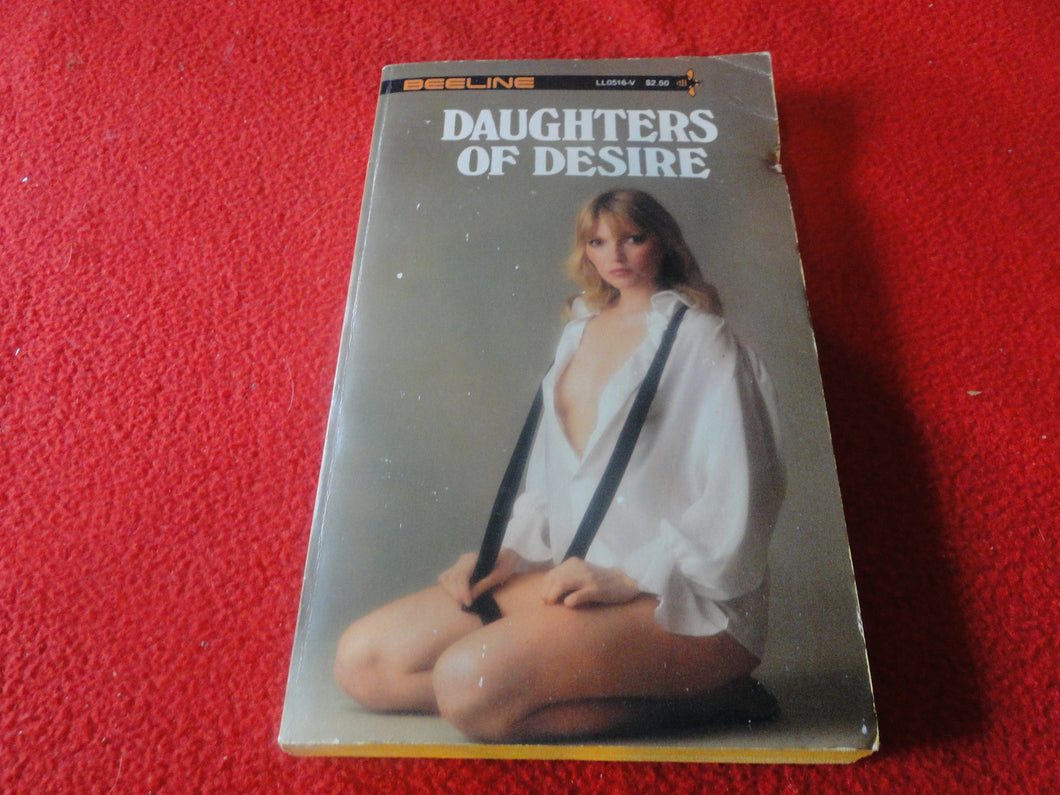 BEELINE LL0516-V $2.50
DAUGHTERS
OF DESIRE